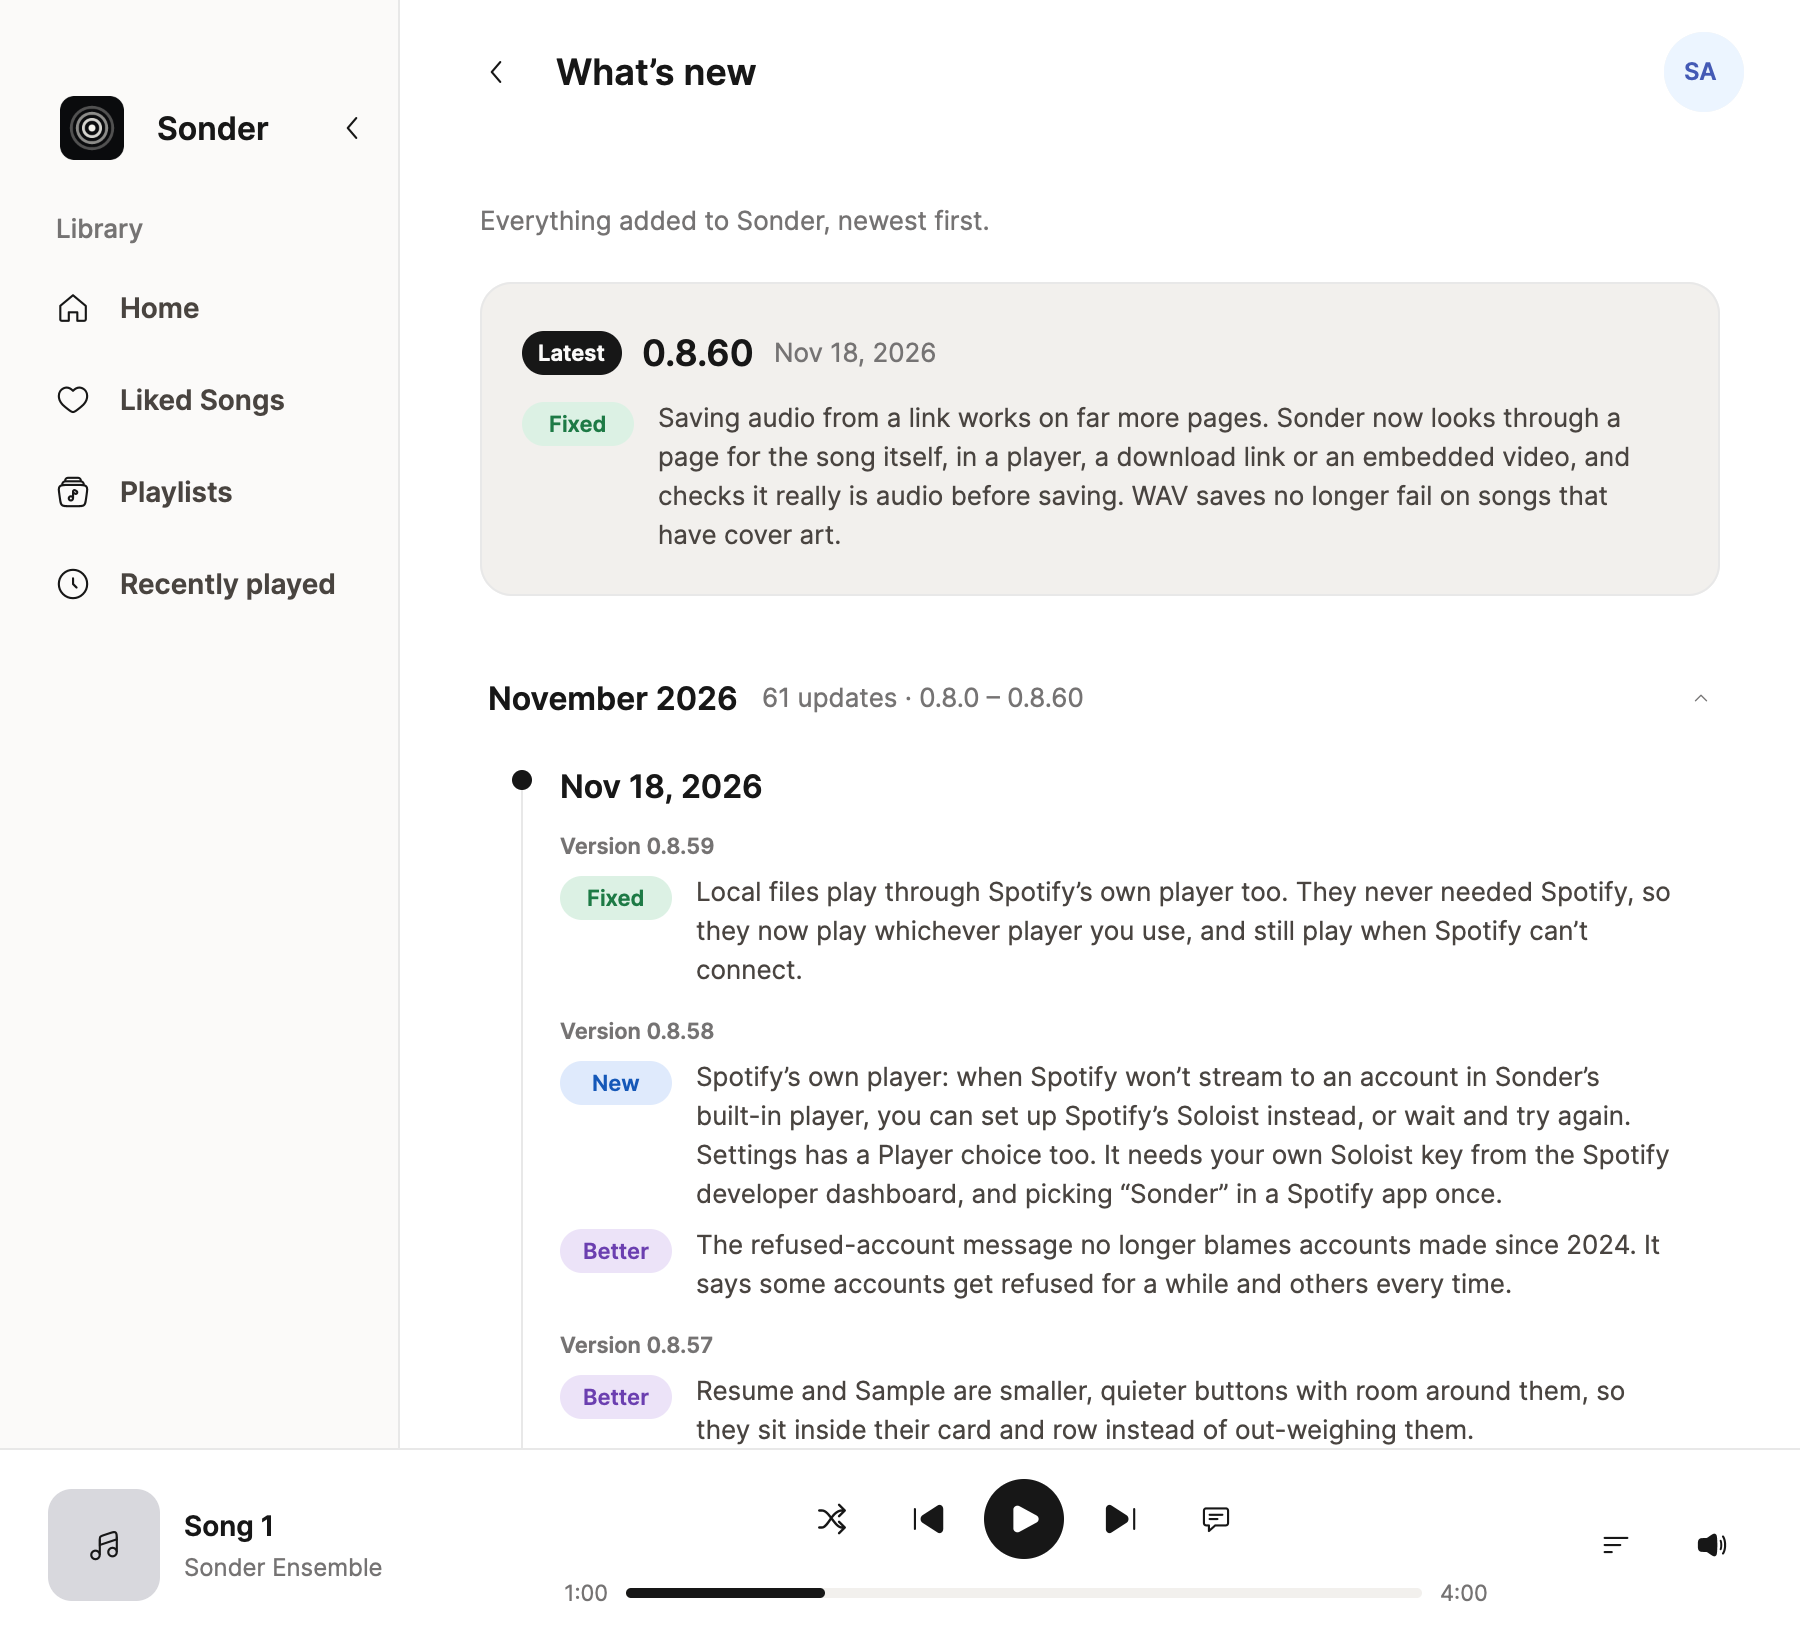 Sonder
Library
Home
Liked Songs
Playlists
Recently played
What’s new
SA
Everything added to Sonder, newest first.
Latest 0.8.60 Nov 18, 2026
Fixed
Saving audio from a link works on far more pages. Sonder now looks through a
page for the song itself, in a player, a download link or an embedded video, and
checks it really is audio before saving. WAV saves no longer fail on songs that
have cover art.
November 2026 61 updates · 0.8.0 – 0.8.60
Nov 18, 2026
Version 0.8.59
Fixed
Local files play through Spotify’s own player too. They never needed Spotify, so
they now play whichever player you use, and still play when Spotify can’t
connect.
Version 0.8.58
New
Spotify’s own player: when Spotify won’t stream to an account in Sonder’s
built-in player, you can set up Spotify’s Soloist instead, or wait and try again.
Settings has a Player choice too. It needs your own Soloist key from the Spotify
developer dashboard, and picking “Sonder” in a Spotify app once.
Better
The refused-account message no longer blames accounts made since 2024. It
says some accounts get refused for a while and others every time.
Version 0.8.57
Better
Resume and Sample are smaller, quieter buttons with room around them, so
they sit inside their card and row instead of out-weighing them.
Song 1
Sonder Ensemble
1:00
4:00